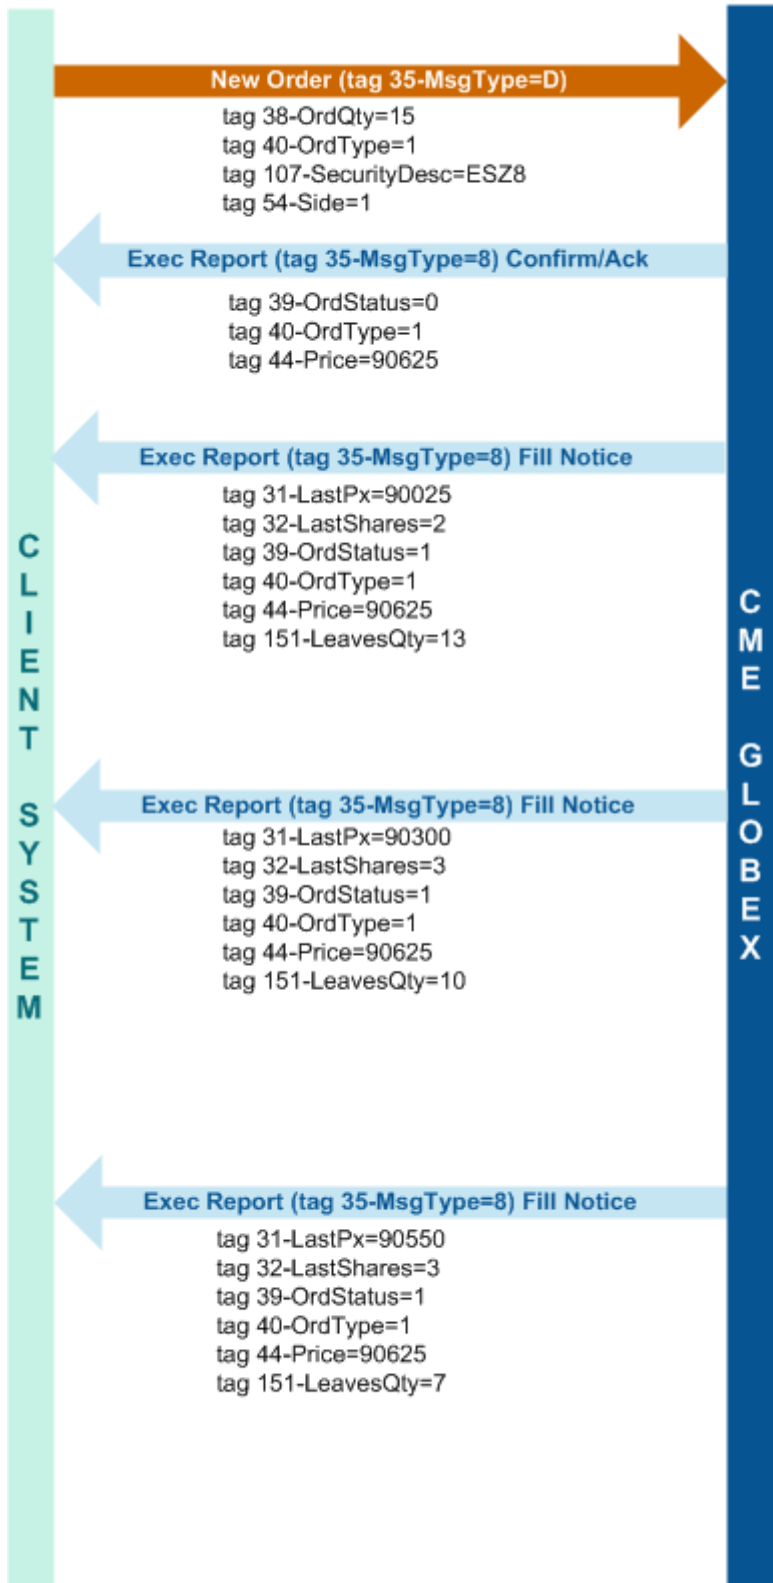 New Order (tag 35-MsgType=D)
tag 38-OrdQty=15
tag 40-OrdType=1
tag 107-SecurityDesc=ESZ8
tag 54-Side=1
Exec Report (tag 35-MsgType=8) Confirm/Ack
tag 39-OrdStatus=0
tag 40-OrdType=1
tag 44-Price=90625
Exec Report (tag 35-MsgType=8) Fill Notice
tag 31-LastPx=90025
tag 32-LastShares=2
tag 39-OrdStatus=1
tag 40-OrdType=1
tag 44-Price=90625
tag 151-LeavesQty=13
Exec Report (tag 35-MsgType=8) Fill Notice
tag 31-LastPx=90300
tag 32-LastShares=3
tag 39-OrdStatus=1
tag 40-OrdType=1
tag 44-Price=90625
tag 151-LeavesQty=10
Exec Report (tag 35-MsgType=8) Fill Notice
tag 31-LastPx=90550
tag 32-LastShares=3
tag 39-OrdStatus=1
tag 40-OrdType=1
tag 44-Price=90625
tag 151-LeavesQty=7
CLIENT SYSTEM
CME GLOBEX